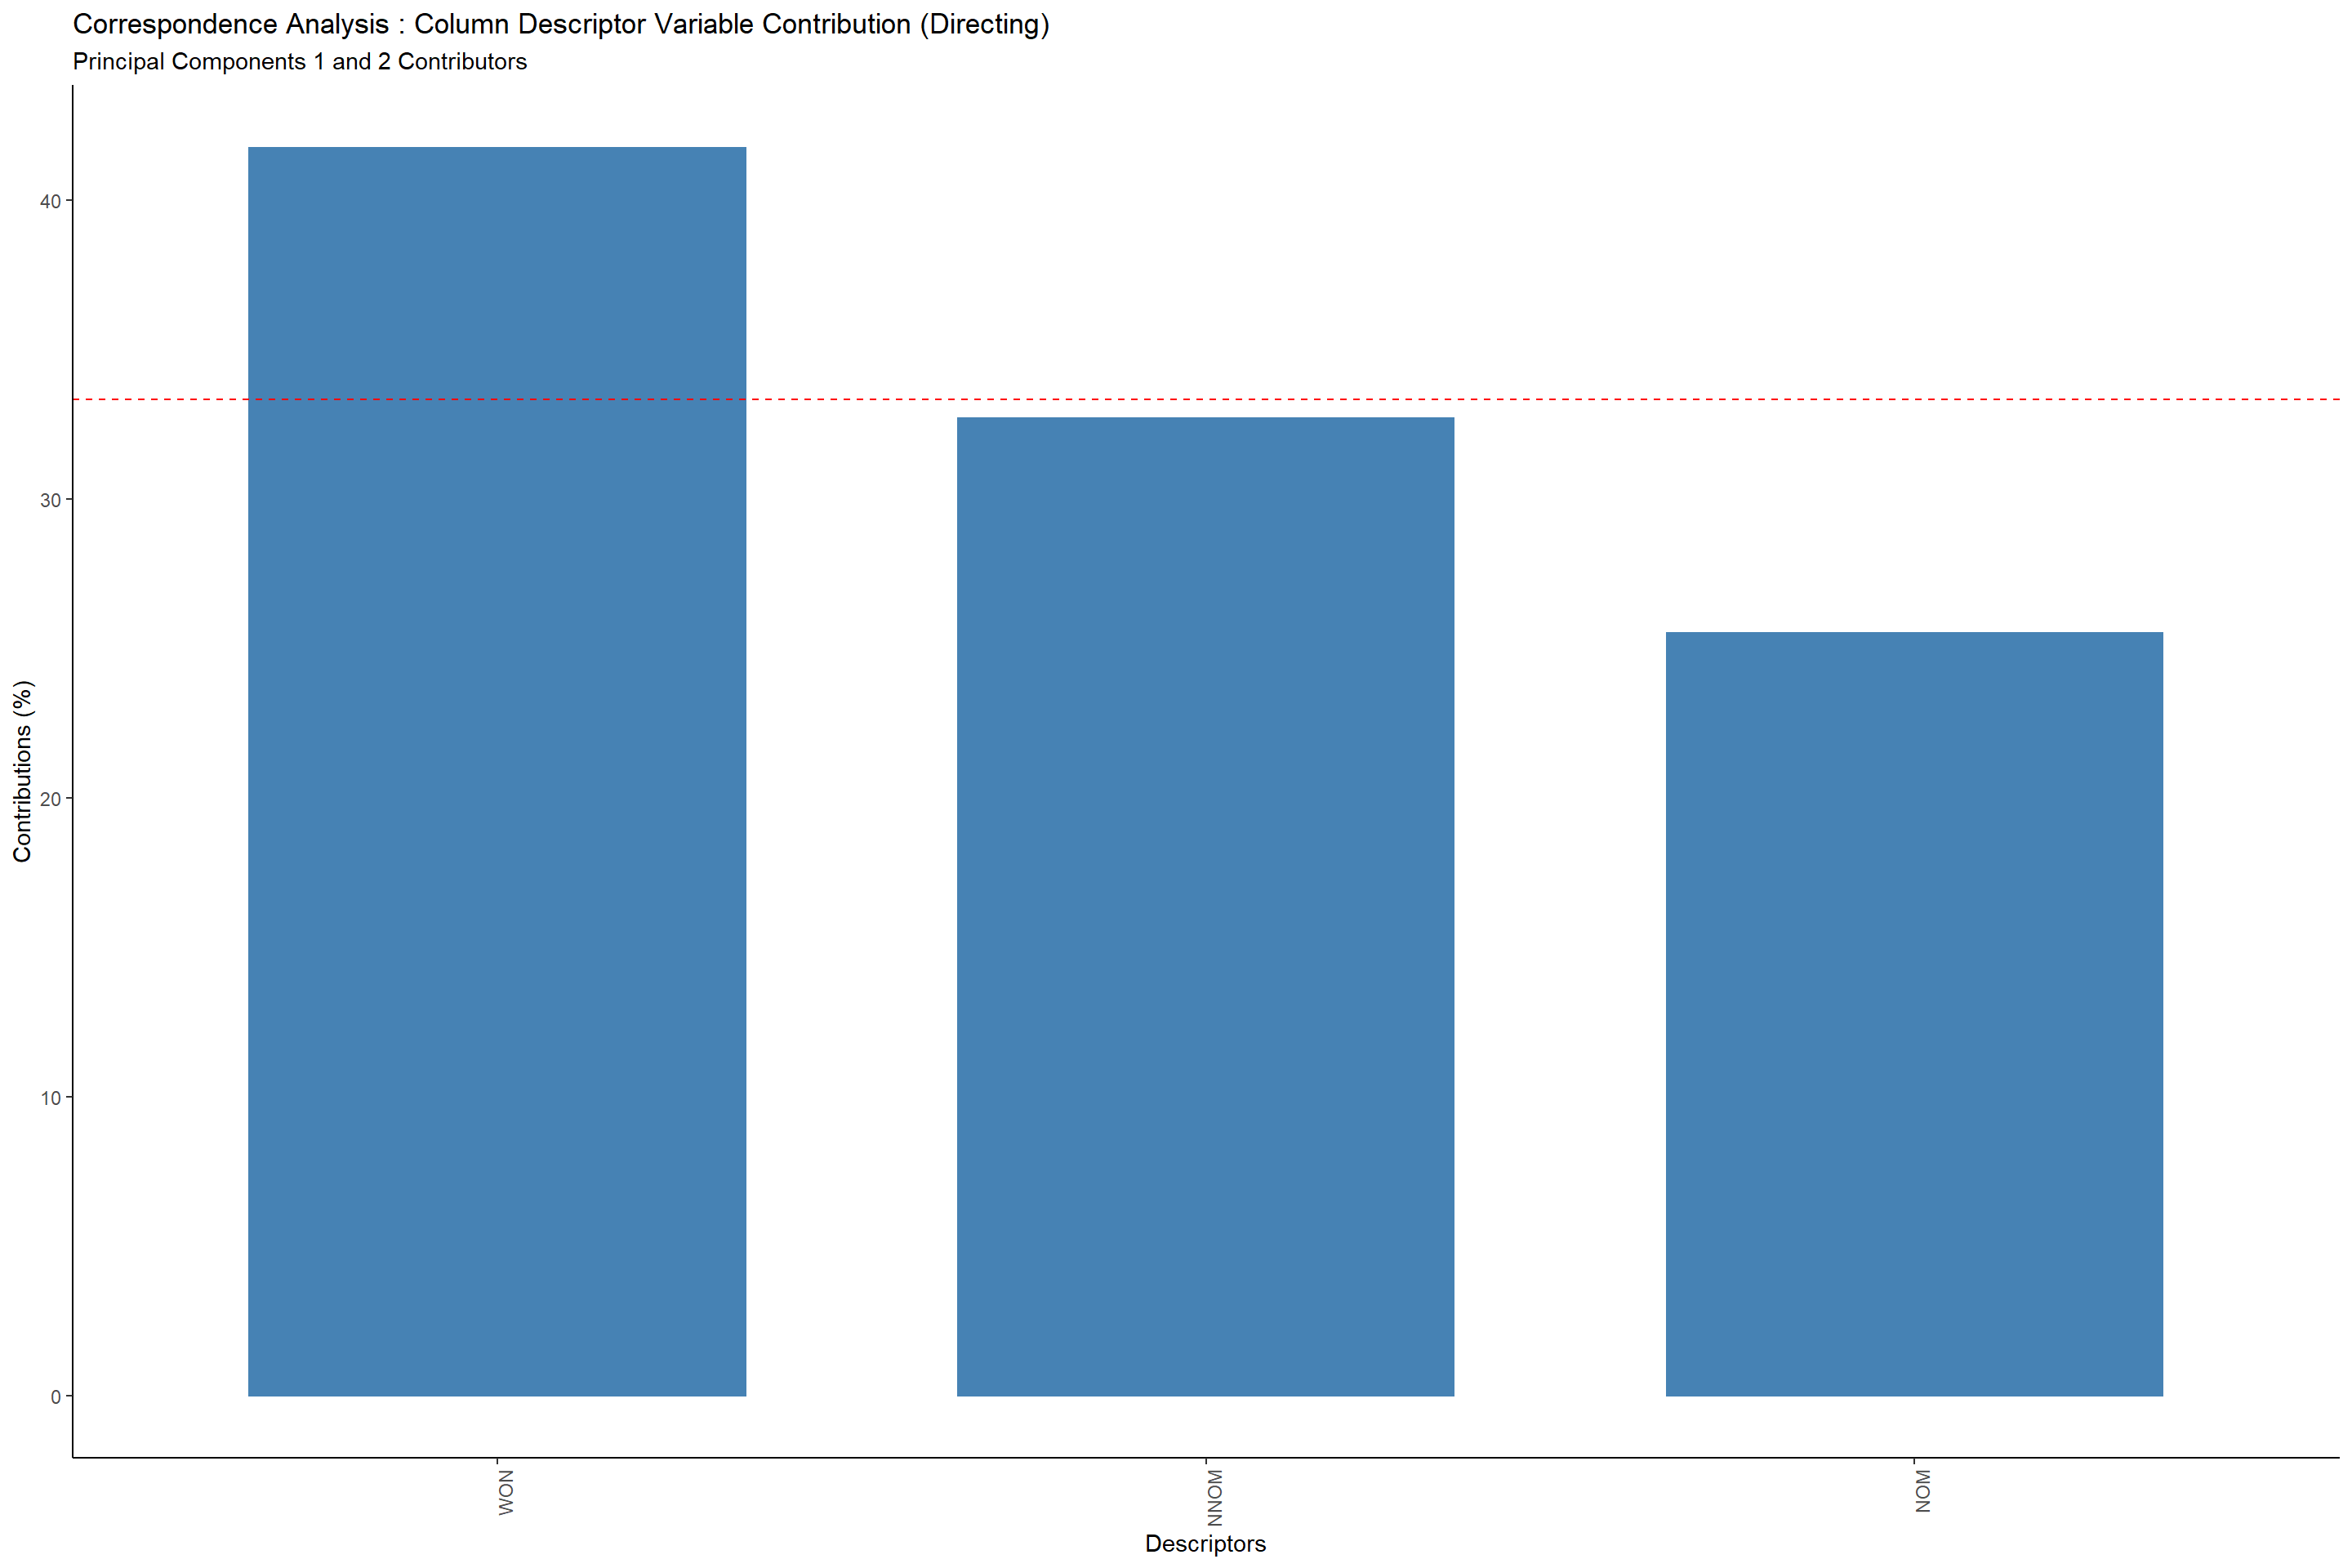 Correspondence Analysis : Column Descriptor Variable Contribution (Directing)
Principal Components 1 and 2 Contributors
Contributions (%)
40
30
20
10
0
WON
NNOM
NOM
Descriptors